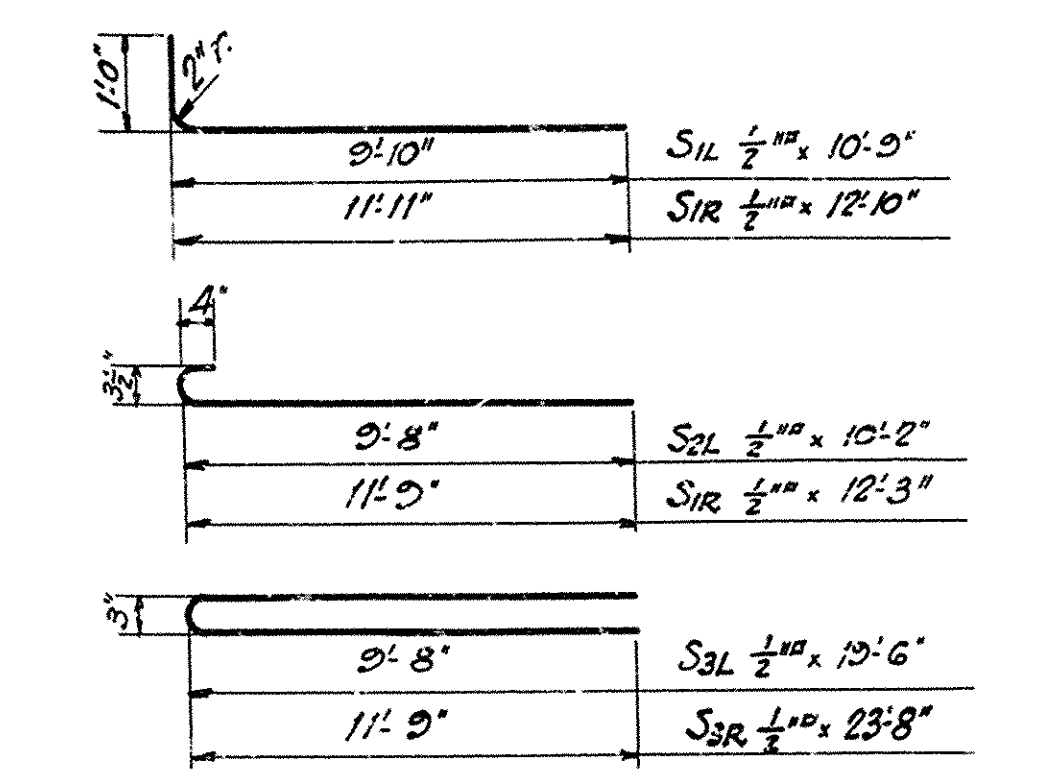 1'-0"
2" r.
9'-10"
S1L 1/2"⌑ x 10'-9"
11'-11"
S1R 1/2"⌑ x 12'-10"
4"
3 1/2"
9'-8"
S2L 1/2"⌑ x 10'-2"
11'-9"
S1R 1/2"⌑ x 12'-3"
3"
9'-8"
S3L 1/2"⌑ x 19'-6"
11'-9"
S3R 1/2"⌑ x 23'-8"